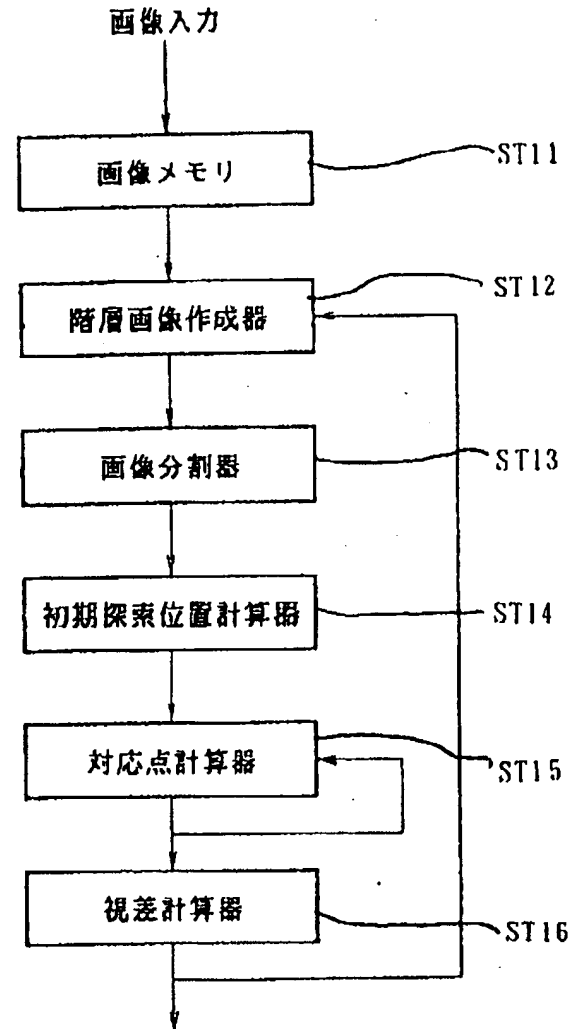 画像入力
画像メモリ
ST11
階層画像作成器
ST12
画像分割器
ST13
初期探索位置計算器
ST14
対応点計算器
ST15
視差計算器
ST16